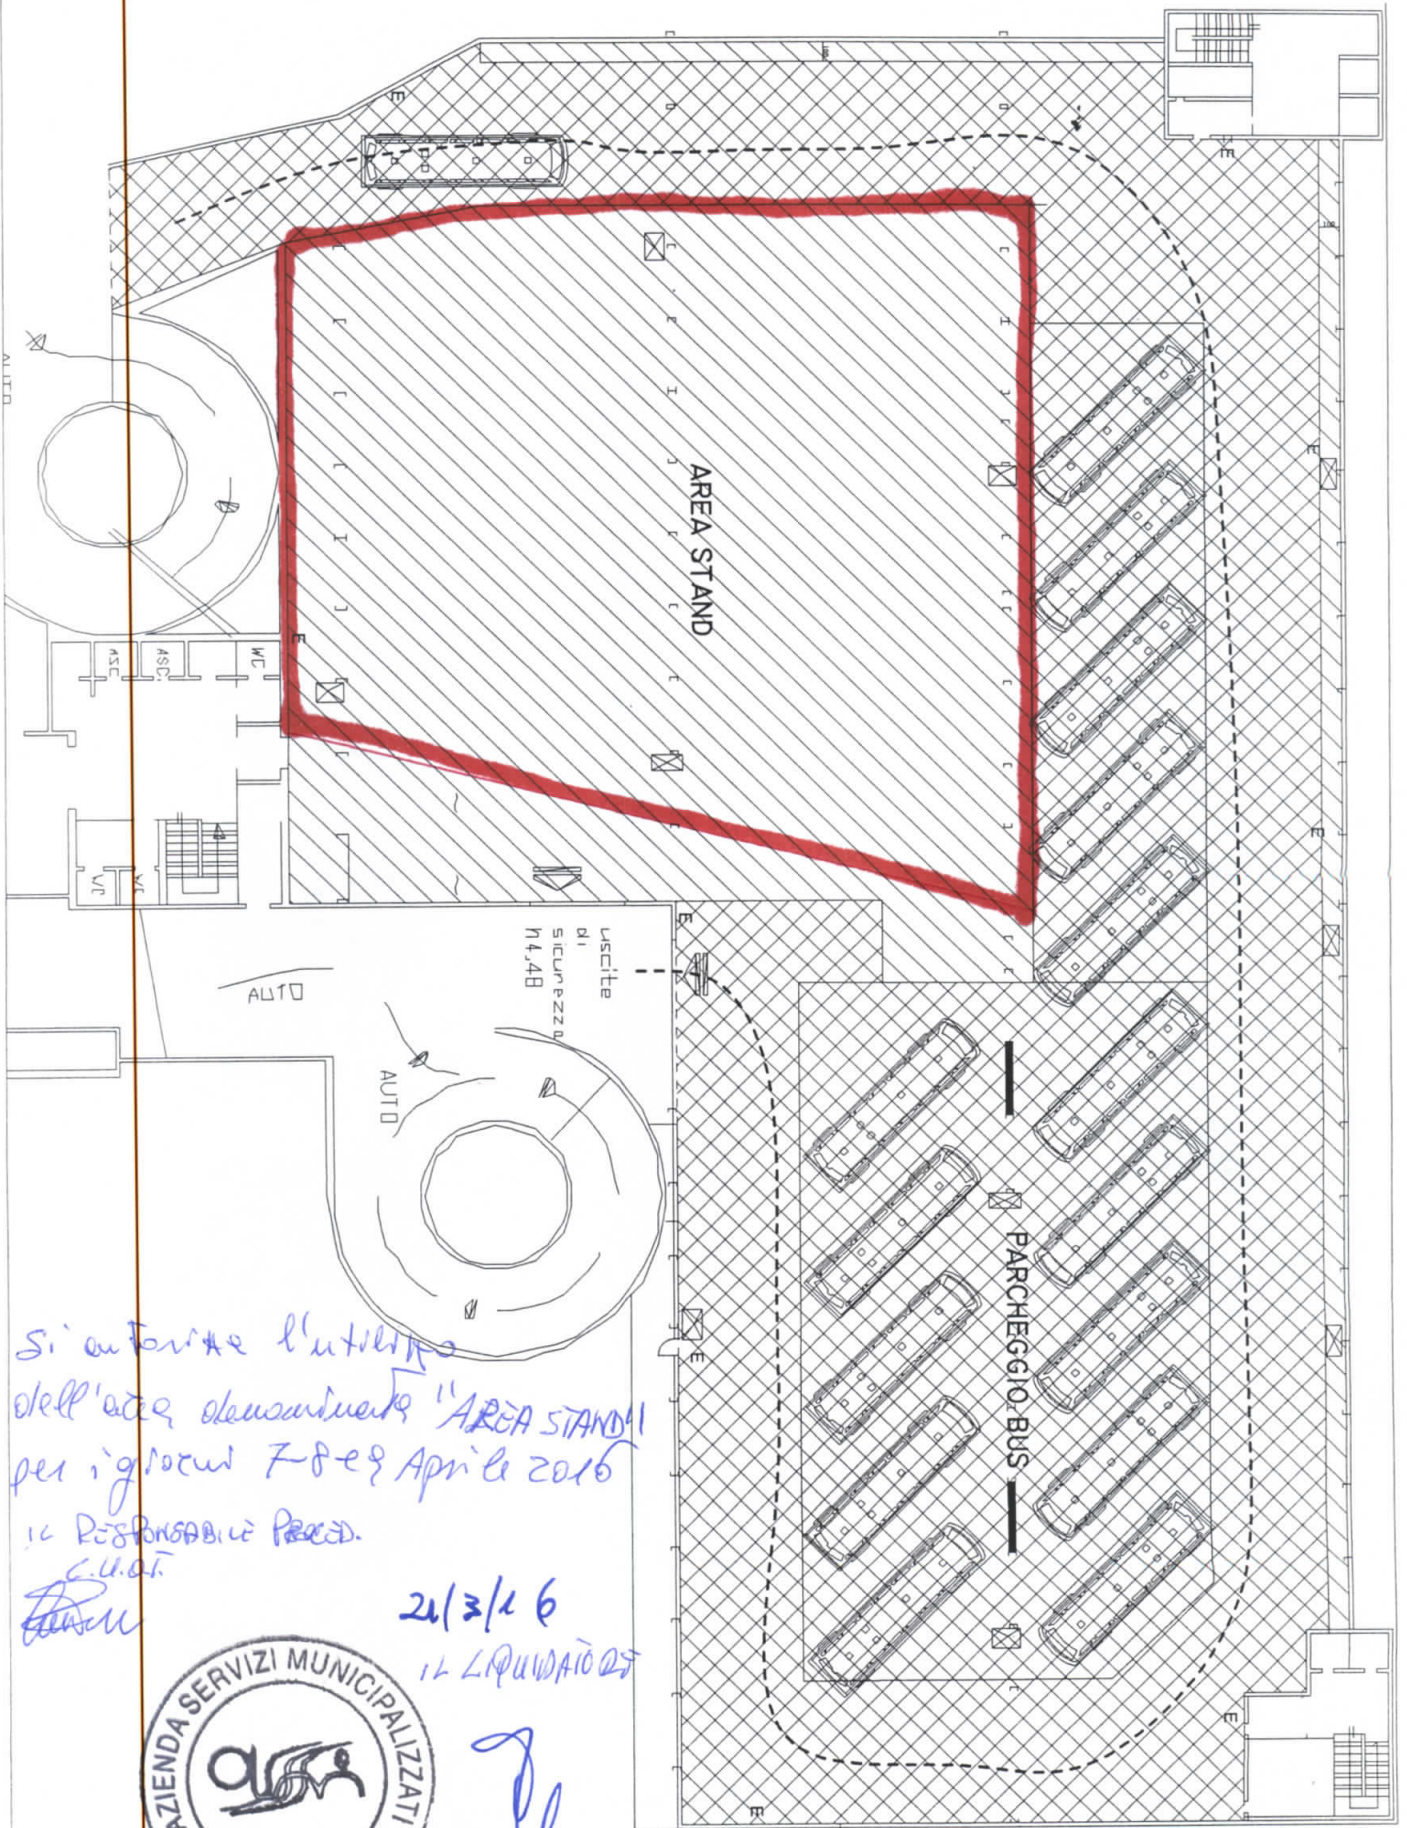 AREA STAND
PARCHEGGIO BUS
WC
ASC.
ASC
AUTO
AUTO
uscite
di
sicurezza
n4,4B
Si autorizza l'utilizzo
dell'area denominata "AREA STAND"
per i giorni 7-8 e 9 Aprile 2016
IL RESPONSABILE PROCED.
21/3/16
IL LIQUIDATORE
AZIENDA SERVIZI MUNICIPALIZZATI
E
E
E
E
E
E
E
E
E